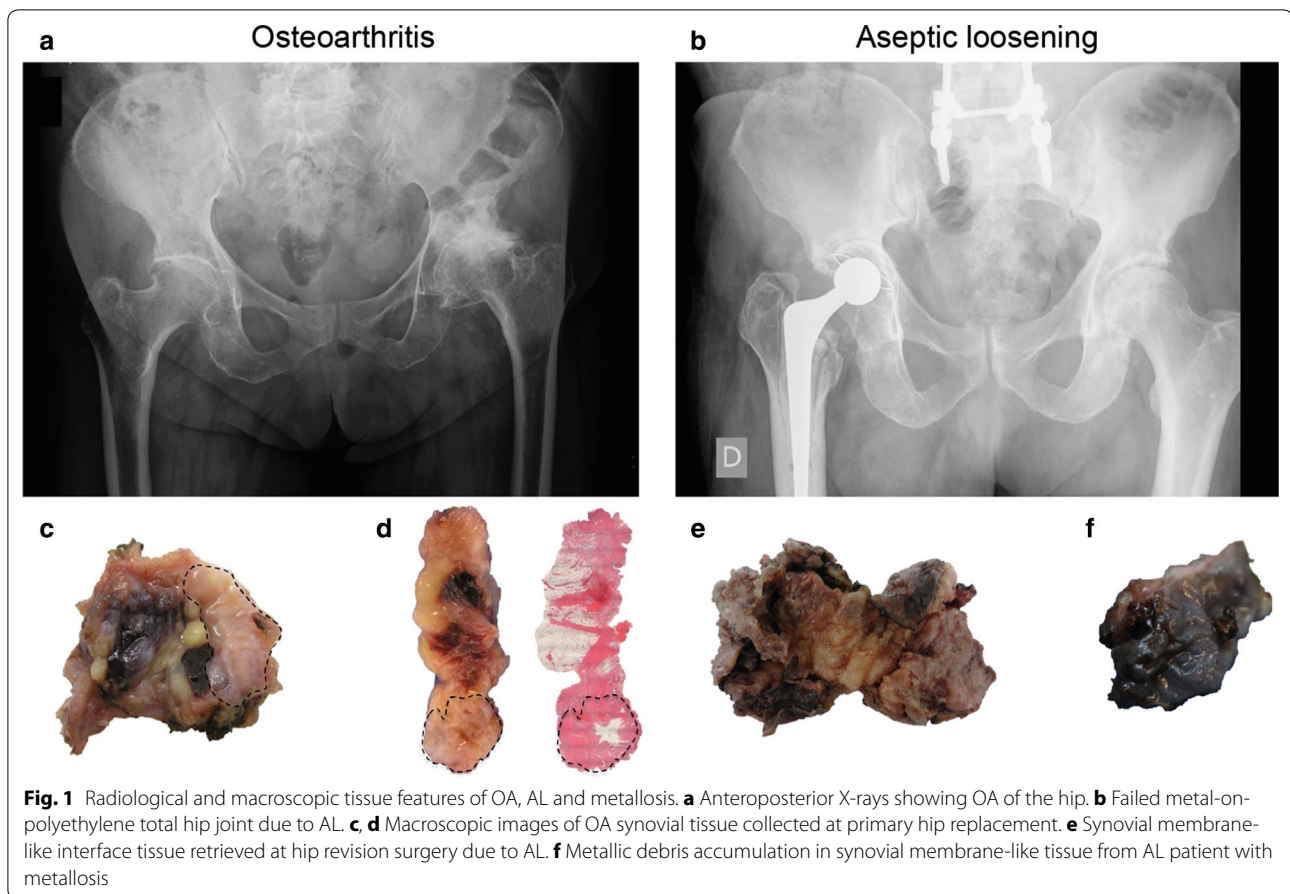 a
Osteoarthritis
b
Aseptic loosening
D
c
d
e
f
Fig. 1 Radiological and macroscopic tissue features of OA, AL and metallosis. a Anteroposterior X-rays showing OA of the hip. b Failed metal-on-
polyethylene total hip joint due to AL. c, d Macroscopic images of OA synovial tissue collected at primary hip replacement. e Synovial membrane-
like interface tissue retrieved at hip revision surgery due to AL. f Metallic debris accumulation in synovial membrane-like tissue from AL patient with
metallosis